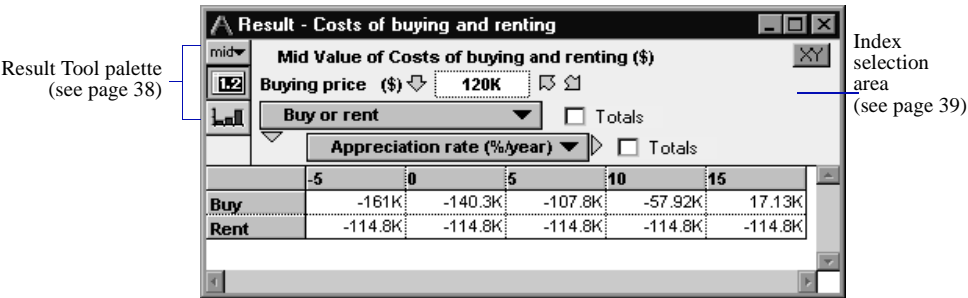 Result - Costs of buying and renting
mid
Mid Value of Costs of buying and renting ($)
XY
Result Tool palette
(see page 38)
Index
selection
area
(see page 39)
1.2
Buying price ($) 120K
Buy or rent Totals
Appreciation rate (%/year) Totals
-5 0 5 10 15
Buy -161K -140.3K -107.8K -57.92K 17.13K
Rent -114.8K -114.8K -114.8K -114.8K -114.8K